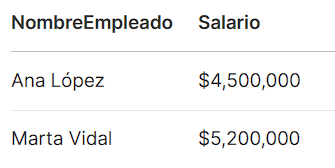 NombreEmpleado Salario
Ana López $4,500,000
Marta Vidal $5,200,000